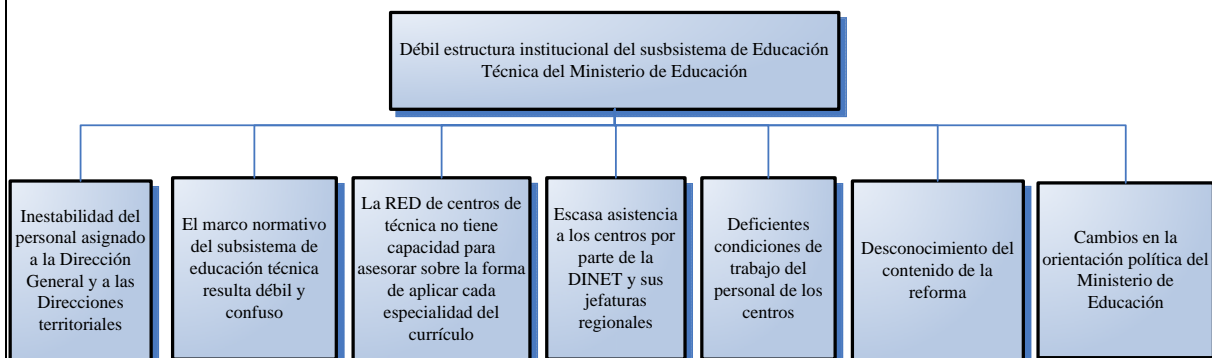 Débil estructura institucional del susbsistema de Educación
Técnica del Ministerio de Educación
Inestabilidad del
personal asignado
a la Dirección
General y a las
Direcciones
territoriales
El marco normativo
del subsistema de
educación técnica
resulta débil y
confuso
La RED de centros de
técnica no tiene
capacidad para
asesorar sobre la forma
de aplicar cada
especialidad del
currículo
Escasa asistencia
a los centros por
parte de la
DINET y sus
jefaturas
regionales
Deficientes
condiciones de
trabajo del
personal de los
centros
Desconocimiento del
contenido de la
reforma
Cambios en la
orientación política del
Ministerio de
Educación